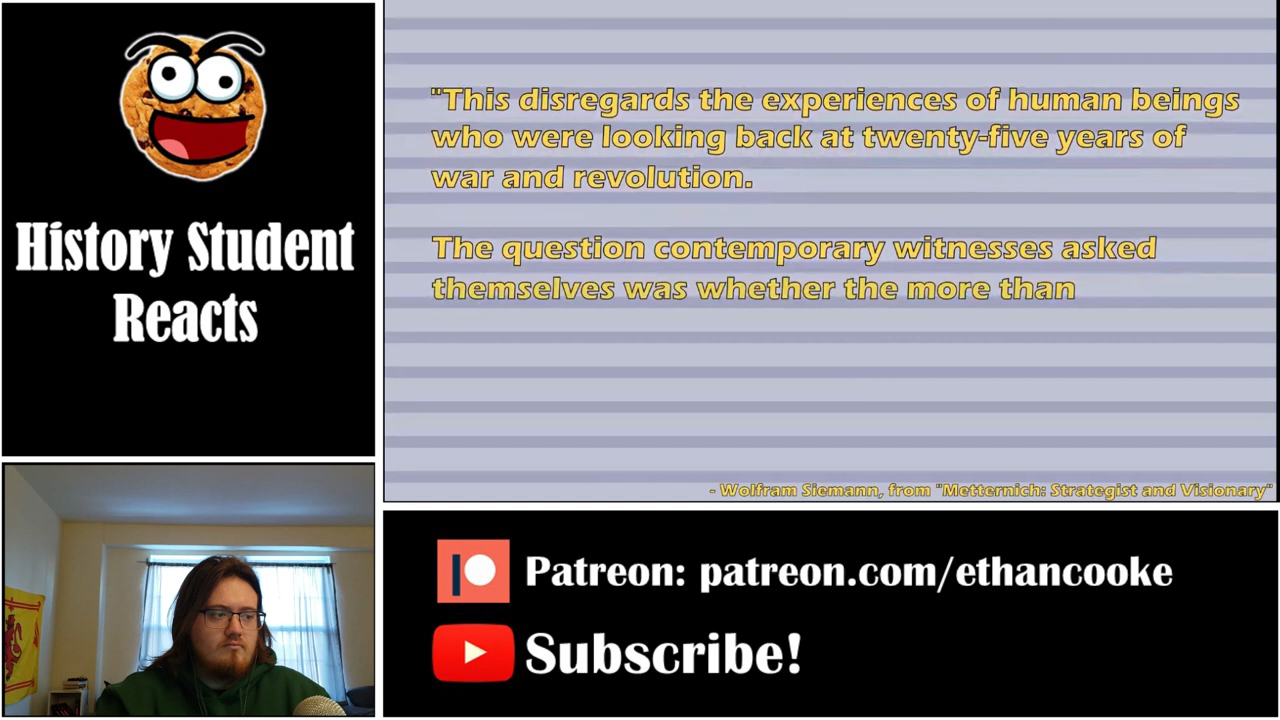 History Student
Reacts
"This disregards the experiences of human beings
who were looking back at twenty-five years of
war and revolution.
The question contemporary witnesses asked
themselves was whether the more than
- Wolfram Siemann, from "Metternich: Strategist and Visionary"
Patreon: patreon.com/ethancooke
Subscribe!